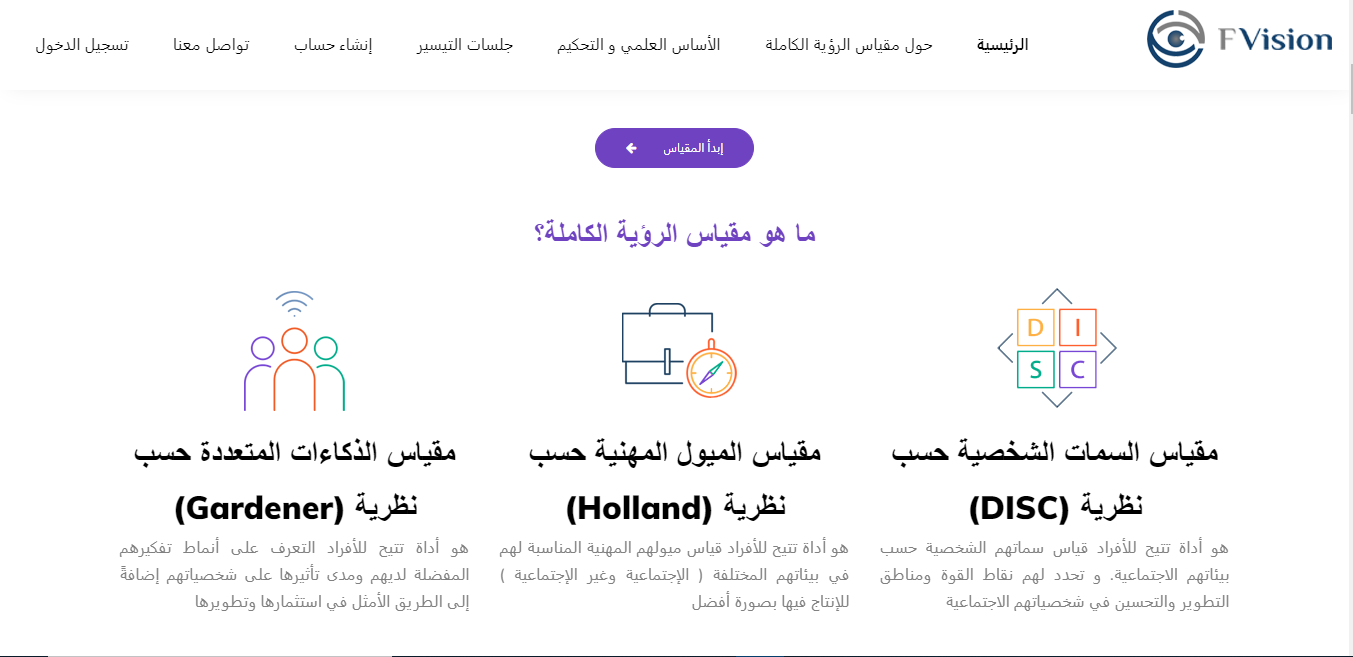 F Vision
الرئيسية
حول مقياس الرؤية الكاملة
الأساس العلمي و التحكيم
جلسات التيسير
إنشاء حساب
تواصل معنا
تسجيل الدخول
إبدأ المقياس
ما هو مقياس الرؤية الكاملة؟
D I
S C
مقياس السمات الشخصية حسب
نظرية (DISC)
هو أداة تتيح للأفراد قياس سماتهم الشخصية حسب
بيئاتهم الاجتماعية. و تحدد لهم نقاط القوة ومناطق
التطوير والتحسين في شخصياتهم الاجتماعية
مقياس الميول المهنية حسب
نظرية (Holland)
هو أداة تتيح للأفراد قياس ميولهم المهنية المناسبة لهم
في بيئاتهم المختلفة ( الإجتماعية وغير الإجتماعية )
للإنتاج فيها بصورة أفضل
مقياس الذكاءات المتعددة حسب
نظرية (Gardener)
هو أداة تتيح للأفراد التعرف على أنماط تفكيرهم
المفضلة لديهم ومدى تأثيرها على شخصياتهم إضافةً
إلى الطريق الأمثل في استثمارها وتطويرها